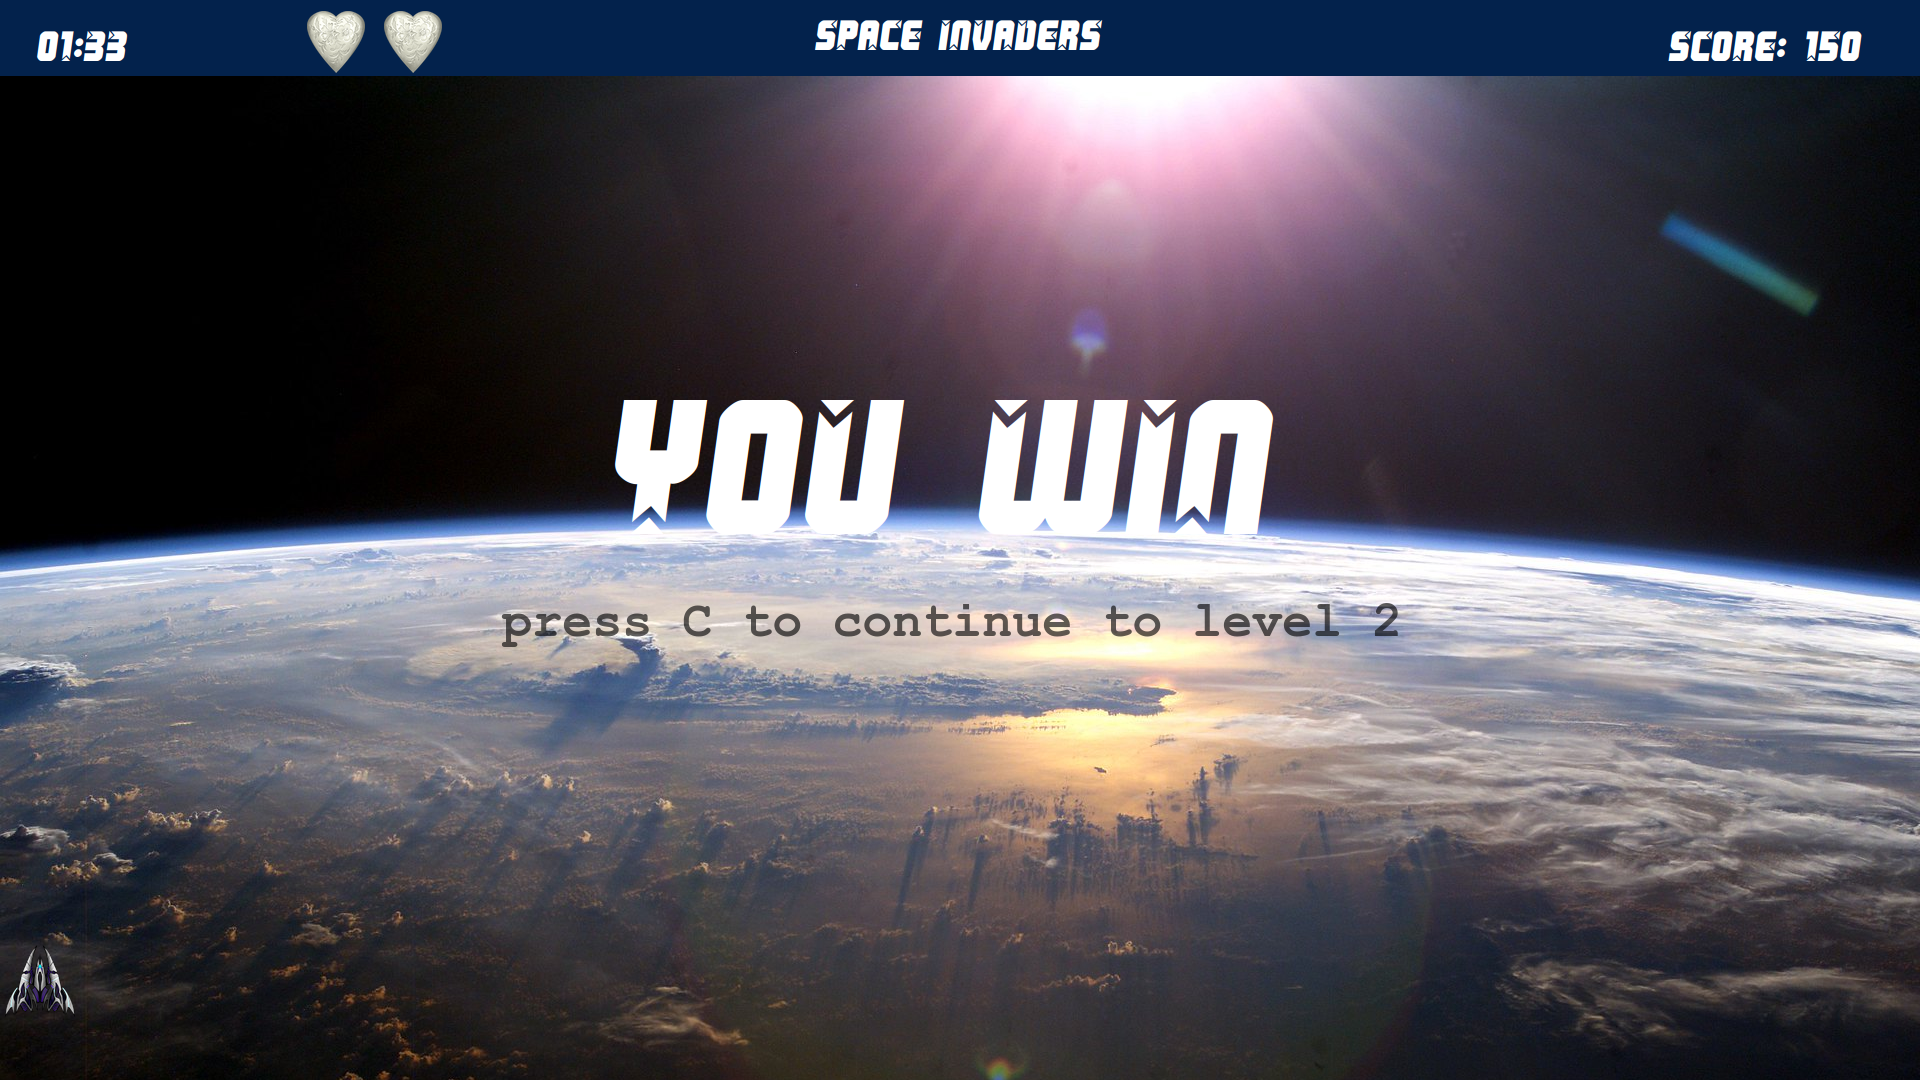 01:33
SPACE INVADERS
SCORE: 150
YOU WIN
press C to continue to level 2